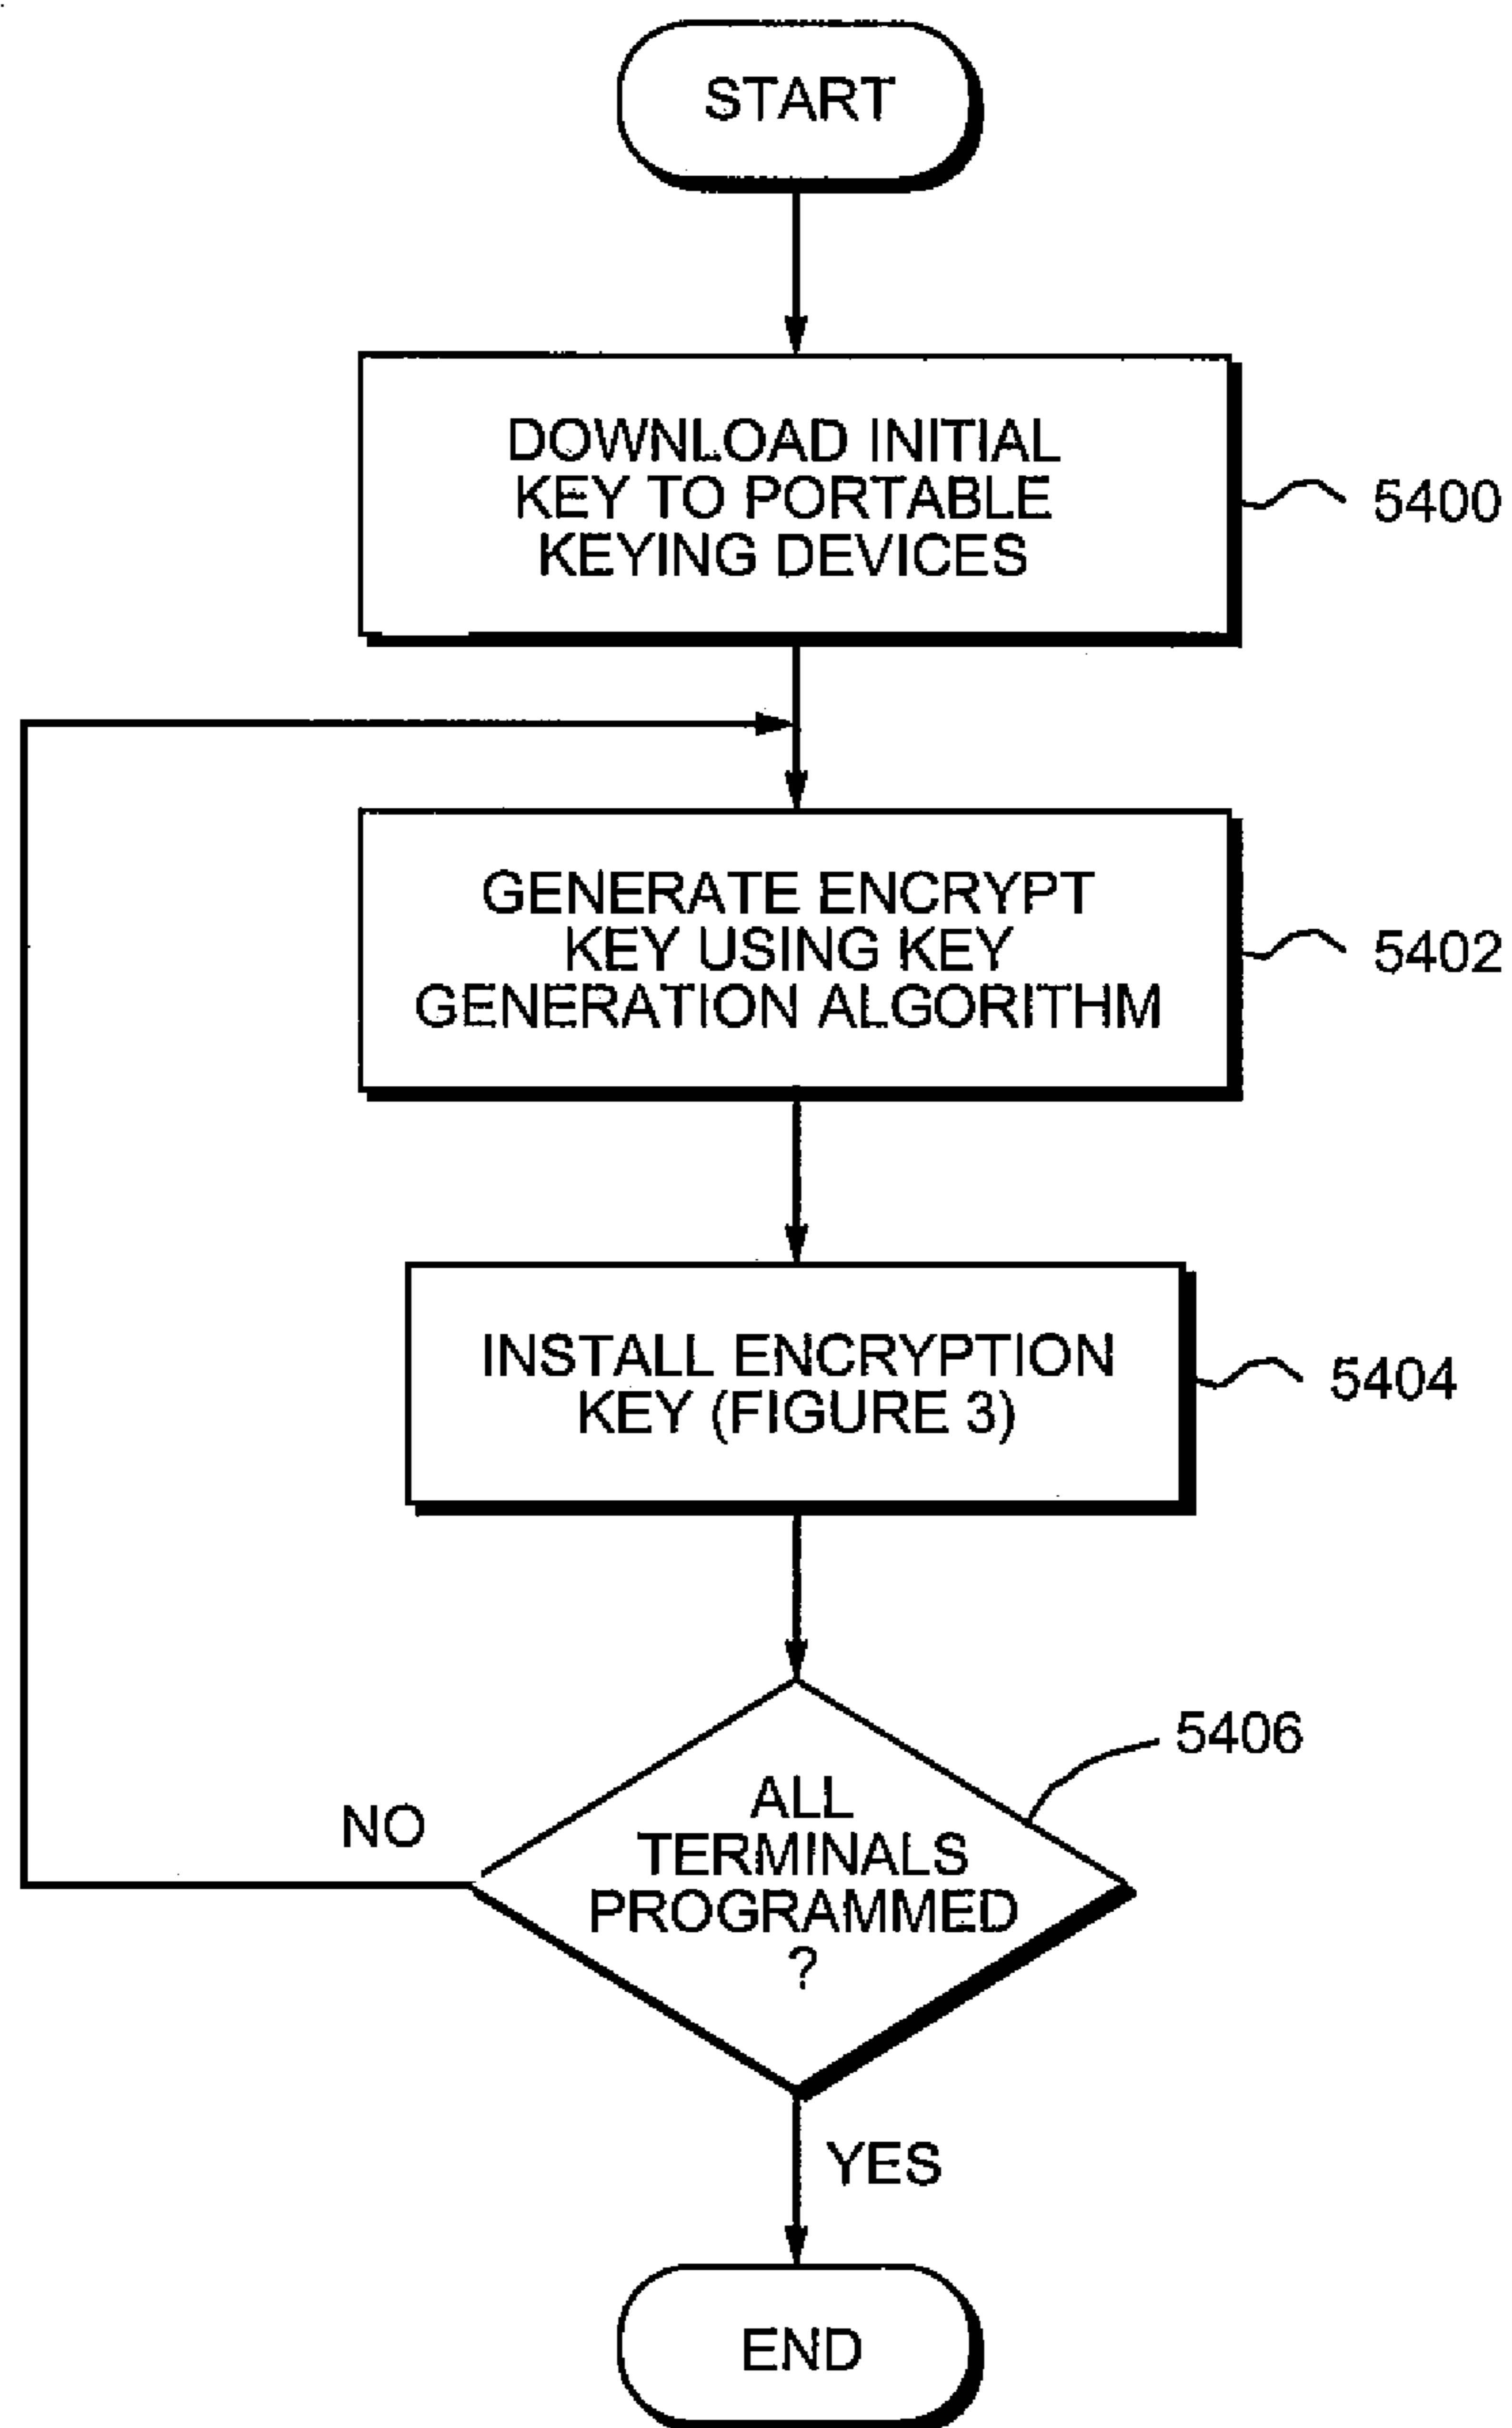 START
DOWNLOAD INITIAL
KEY TO PORTABLE
KEYING DEVICES
5400
GENERATE ENCRYPT
KEY USING KEY
GENERATION ALGORITHM
5402
INSTALL ENCRYPTION
KEY (FIGURE 3)
5404
5406
ALL
TERMINALS
PROGRAMMED
?
NO
YES
END